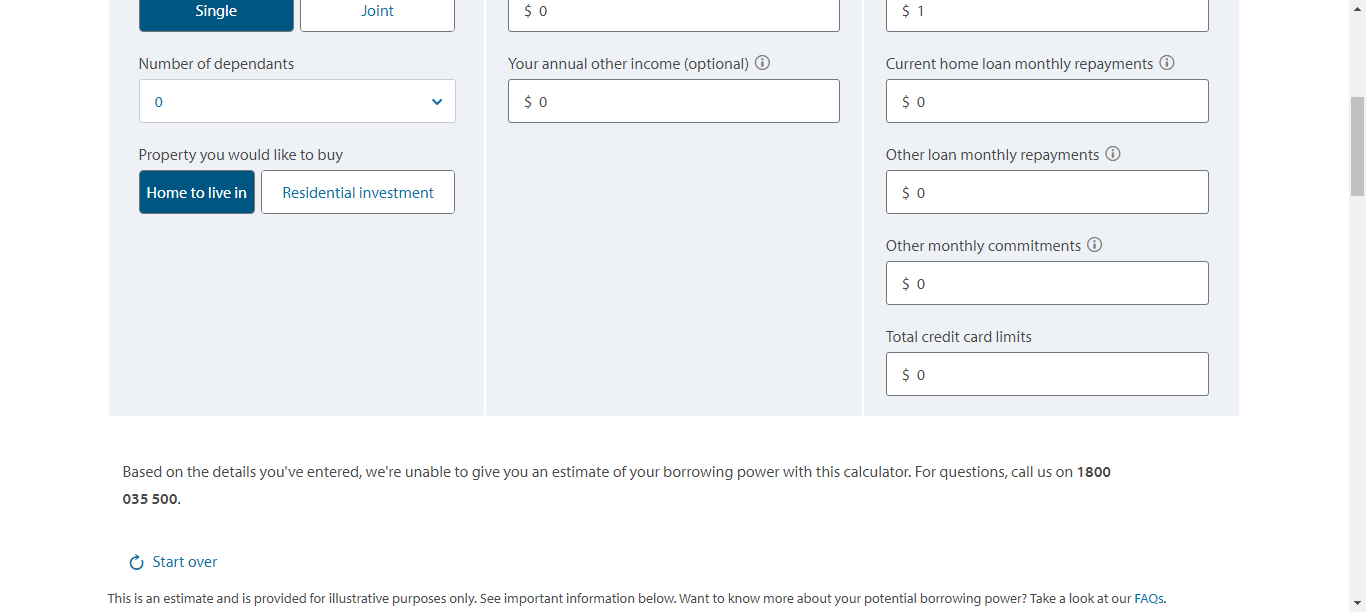 Single
Joint
$ 0
$ 1
Number of dependants
Your annual other income (optional)
Current home loan monthly repayments
0
$ 0
$ 0
Property you would like to buy
Other loan monthly repayments
Home to live in
Residential investment
$ 0
Other monthly commitments
$ 0
Total credit card limits
$ 0
Based on the details you've entered, we're unable to give you an estimate of your borrowing power with this calculator. For questions, call us on 1800
035 500.
Start over
This is an estimate and is provided for illustrative purposes only. See important information below. Want to know more about your potential borrowing power? Take a look at our FAQs.